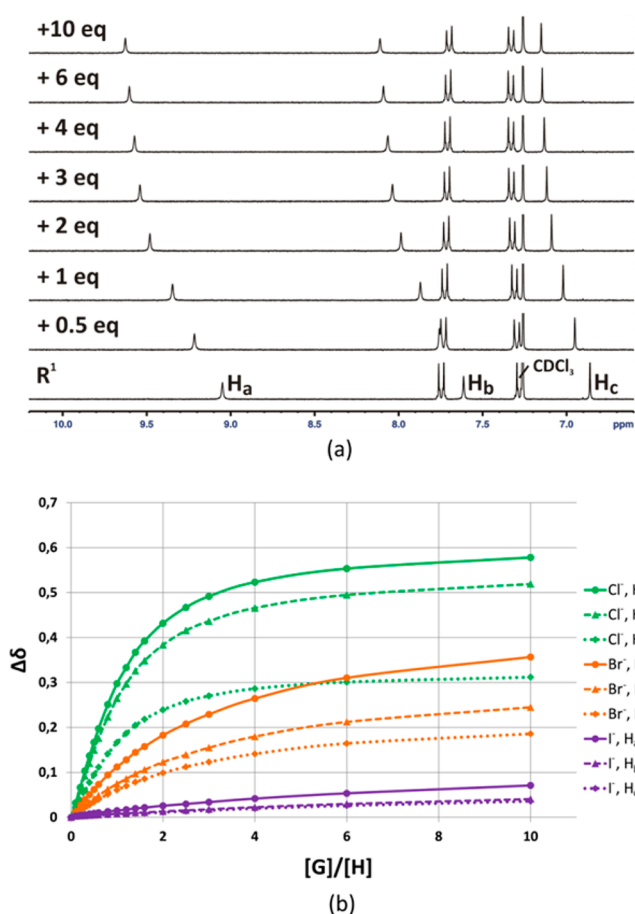 +10 eq
+ 6 eq
+ 4 eq
+ 3 eq
+ 2 eq
+ 1 eq
+ 0.5 eq
R¹ Hₐ CDCl₃ H_b H_c
10.0 9.5 9.0 8.5 8.0 7.5 7.0 ppm
(a)
0,7
0,6
0,5
0,4
0,3
0,2
0,1
0
Δδ
0 2 4 6 8 10
[G]/[H]
Cl⁻, H
Cl⁻, H
Cl⁻, H
Br⁻,
Br⁻,
Br⁻,
I⁻, H
I⁻, H
I⁻, H
(b)